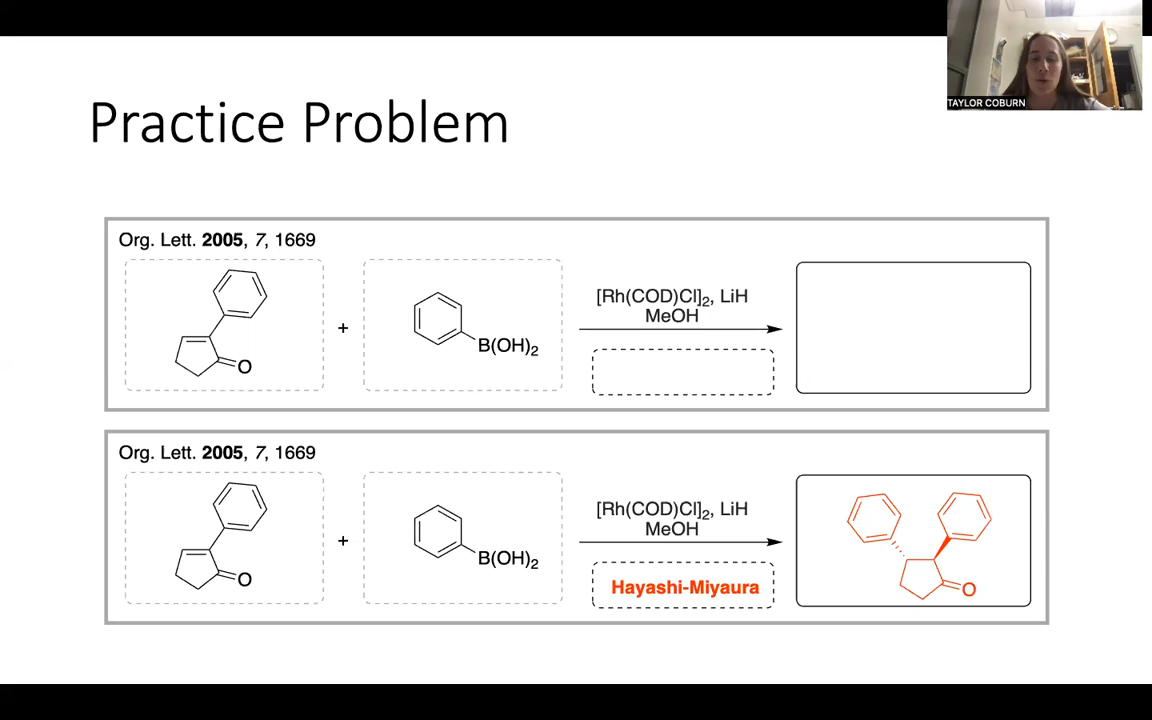 TAYLOR COBURN
Practice Problem
Org. Lett. 2005, 7, 1669
O
+
B(OH)₂
[Rh(COD)Cl]₂, LiH
MeOH
Org. Lett. 2005, 7, 1669
O
+
B(OH)₂
[Rh(COD)Cl]₂, LiH
MeOH
Hayashi-Miyaura
O